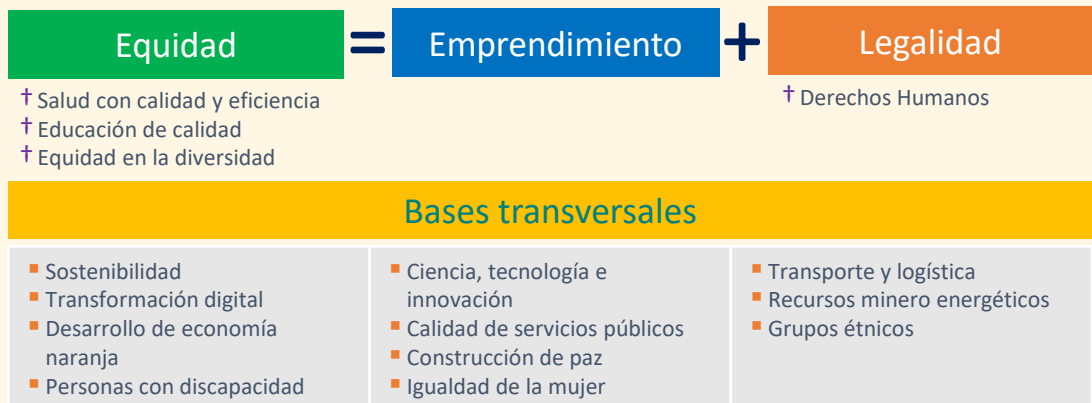 Equidad = Emprendimiento + Legalidad
† Salud con calidad y eficiencia
† Educación de calidad
† Equidad en la diversidad
† Derechos Humanos
Bases transversales
▪ Sostenibilidad
▪ Transformación digital
▪ Desarrollo de economía
naranja
▪ Personas con discapacidad
▪ Ciencia, tecnología e
innovación
▪ Calidad de servicios públicos
▪ Construcción de paz
▪ Igualdad de la mujer
▪ Transporte y logística
▪ Recursos minero energéticos
▪ Grupos étnicos